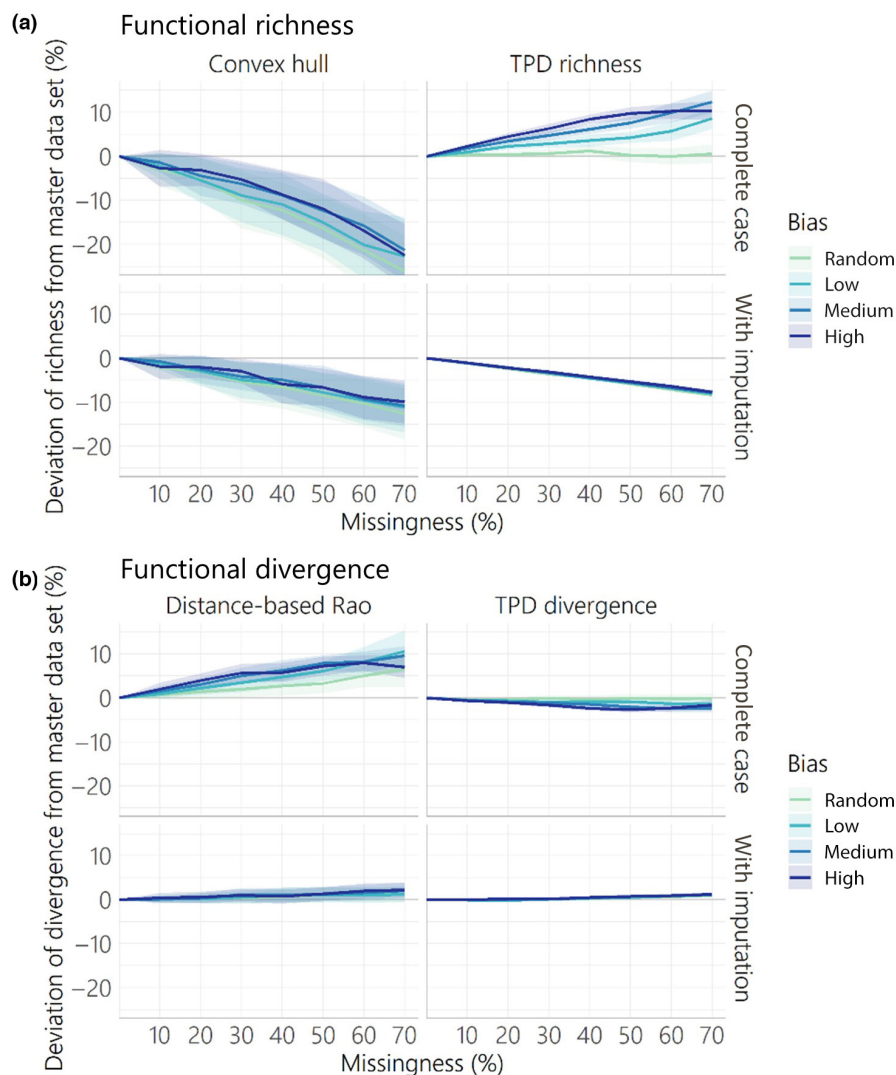 (a) Functional richness
Convex hull
TPD richness
Deviation of richness from master data set (%)
10
0
−10
−20
Complete case
10
0
−10
−20
With imputation
10 20 30 40 50 60 70
10 20 30 40 50 60 70
Missingness (%)
Bias
Random
Low
Medium
High
(b) Functional divergence
Distance-based Rao
TPD divergence
Deviation of divergence from master data set (%)
10
0
−10
−20
Complete case
10
0
−10
−20
With imputation
10 20 30 40 50 60 70
10 20 30 40 50 60 70
Missingness (%)
Bias
Random
Low
Medium
High